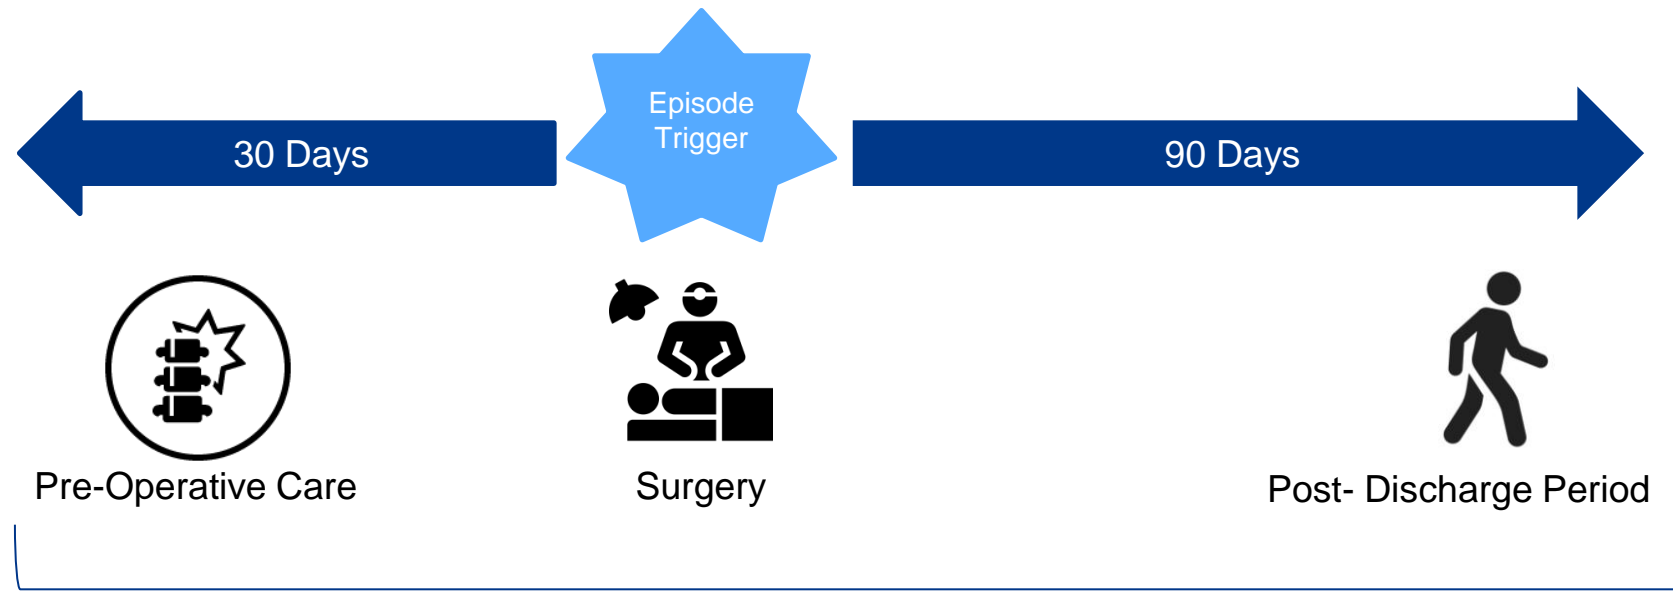 Episode
Trigger
30 Days
90 Days
Pre-Operative Care
Surgery
Post- Discharge Period